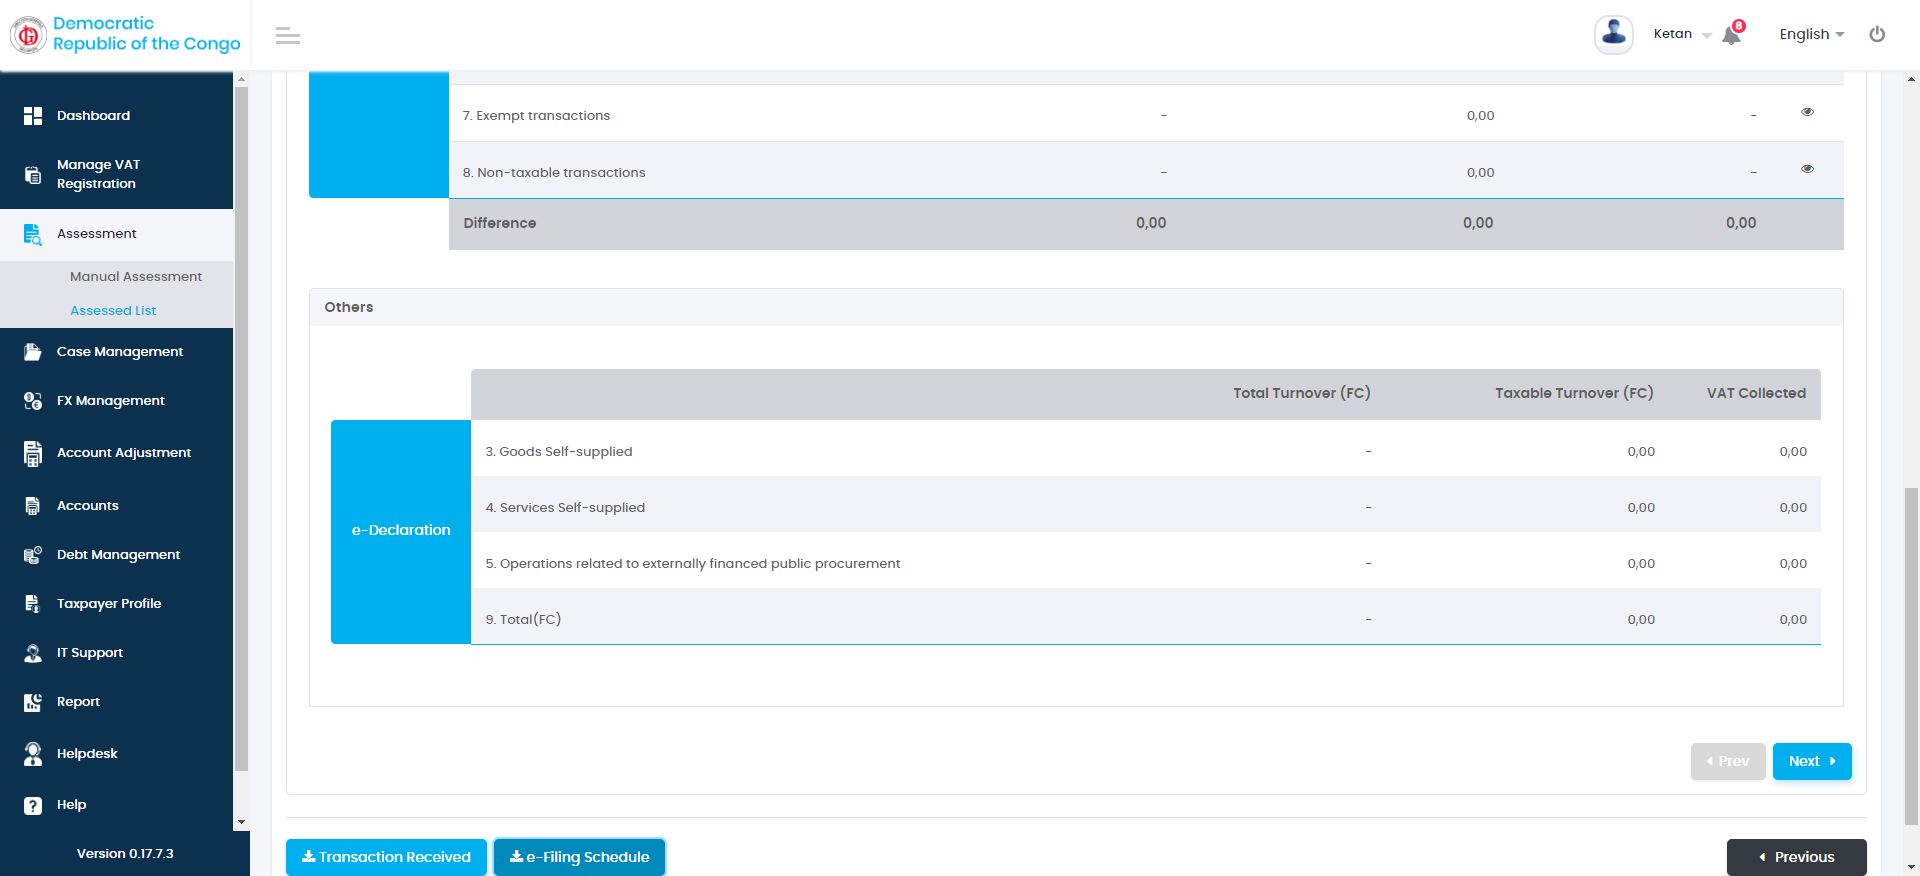 Democratic
Republic of the Congo
Ketan
8
English
Dashboard
Manage VAT
Registration
Assessment
Manual Assessment
Assessed List
Case Management
FX Management
Account Adjustment
Accounts
Debt Management
Taxpayer Profile
IT Support
Report
Helpdesk
Help
Version 0.17.7.3
7. Exempt transactions - 0,00 -
8. Non-taxable transactions - 0,00 -
Difference 0,00 0,00 0,00
Others
Total Turnover (FC) Taxable Turnover (FC) VAT Collected
e-Declaration
3. Goods Self-supplied - 0,00 0,00
4. Services Self-supplied - 0,00 0,00
5. Operations related to externally financed public procurement - 0,00 0,00
9. Total(FC) - 0,00 0,00
Prev
Next
Transaction Received
e-Filing Schedule
Previous